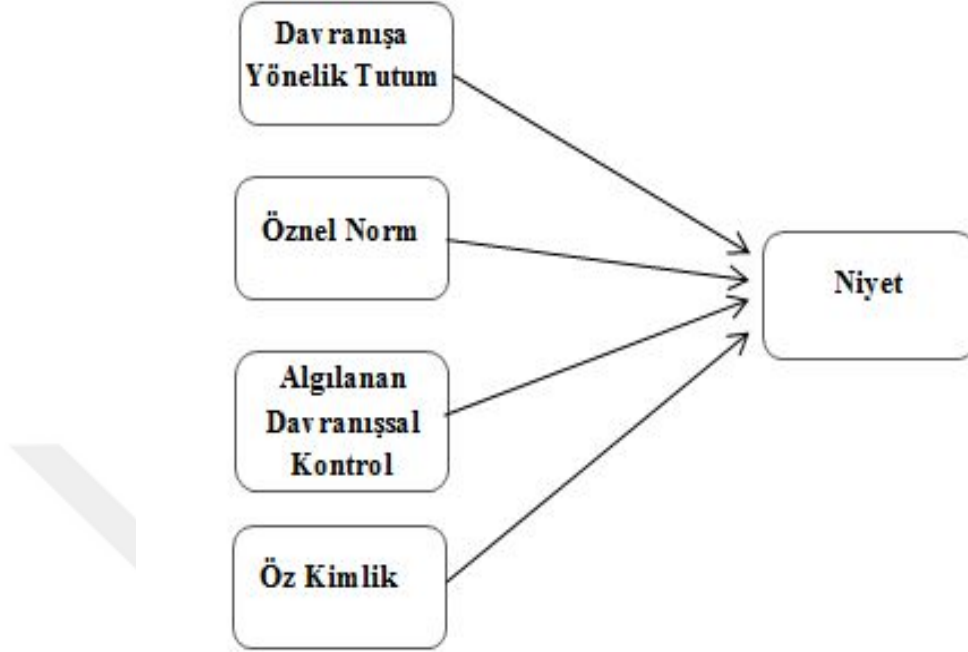 Davranışa
Yönelik Tutum
Öznel Norm
Niyet
Algılanan
Davranışsal
Kontrol
Öz Kimlik